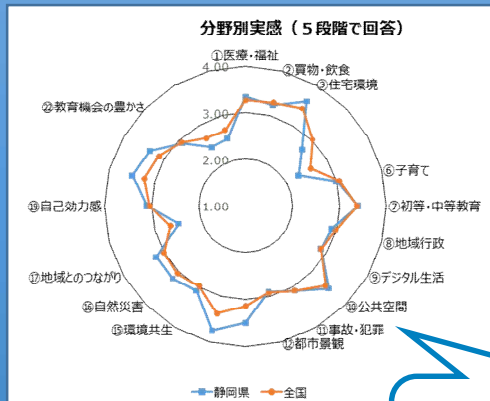 分野別実感（５段階で回答）
①医療・福祉
②買物・飲食
③住宅環境
⑥子育て
⑦初等・中等教育
⑧地域行政
⑨デジタル生活
⑩公共空間
⑪事故・犯罪
⑫都市景観
⑮環境共生
⑯自然災害
⑰地域とのつながり
⑲自己効力感
㉒教育機会の豊かさ
4.00
3.00
2.00
1.00
静岡県
全国